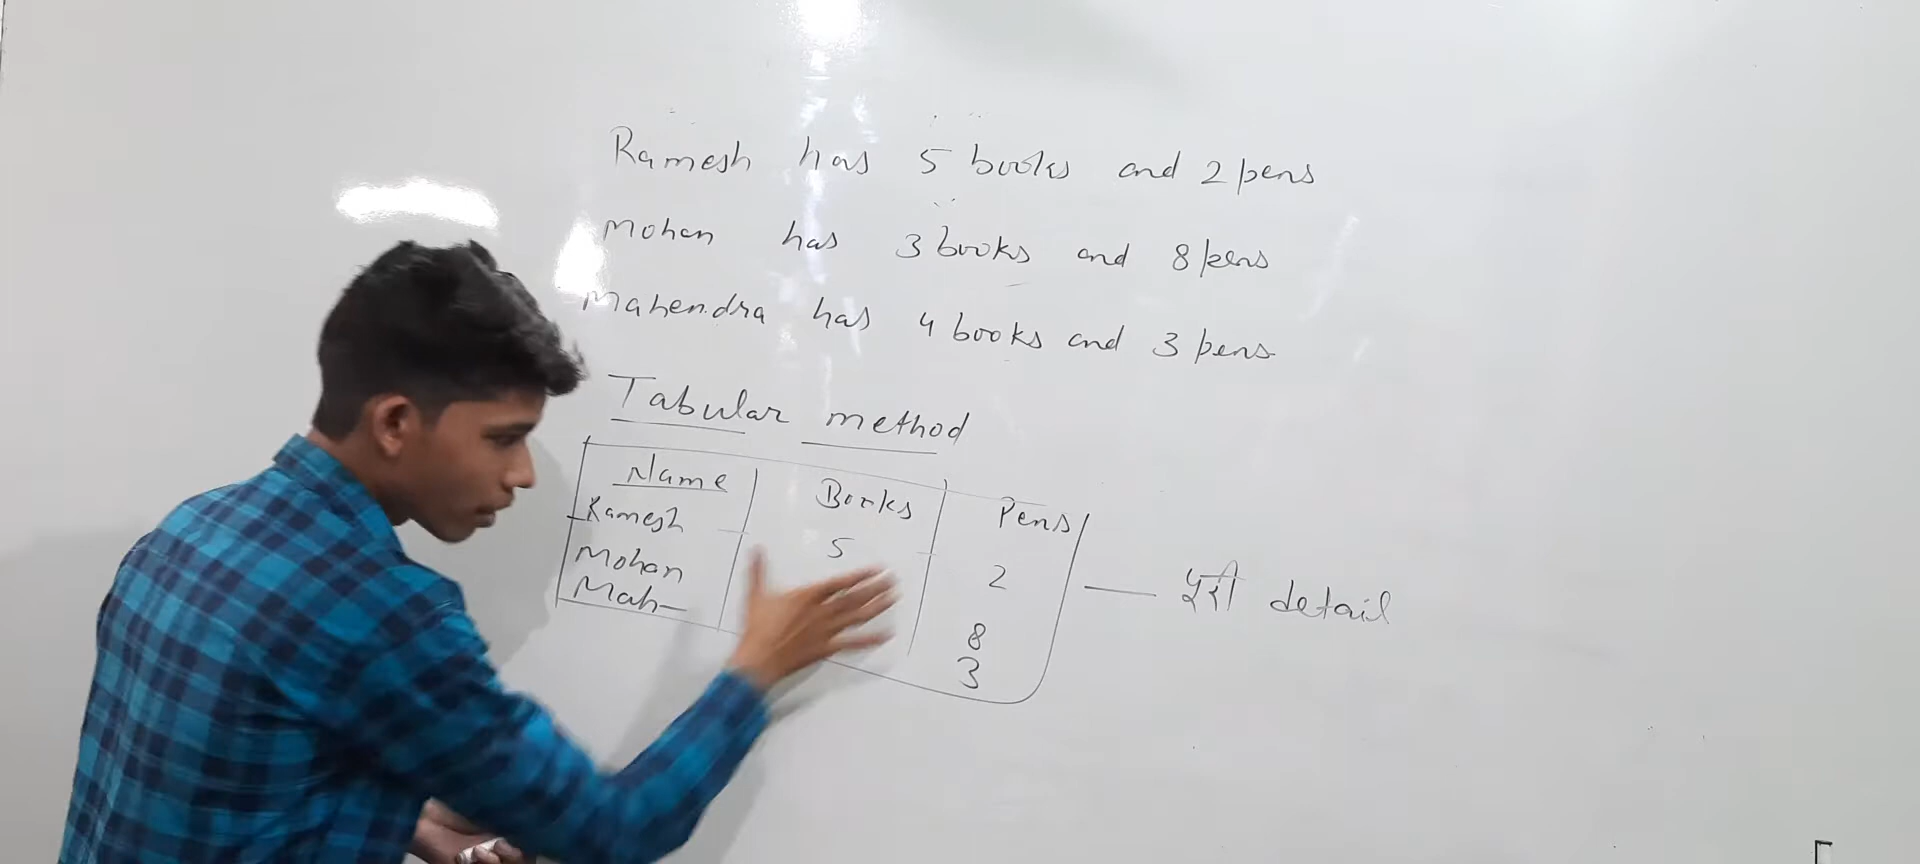 Ramesh has 5 books and 2 pens
Mohan has 3 books and 8 pens
Mahendra has 4 books and 3 pens
Tabular method
Name Books Pens
Ramesh 5 2
Mohan 8
Mah 3
पुरी detail